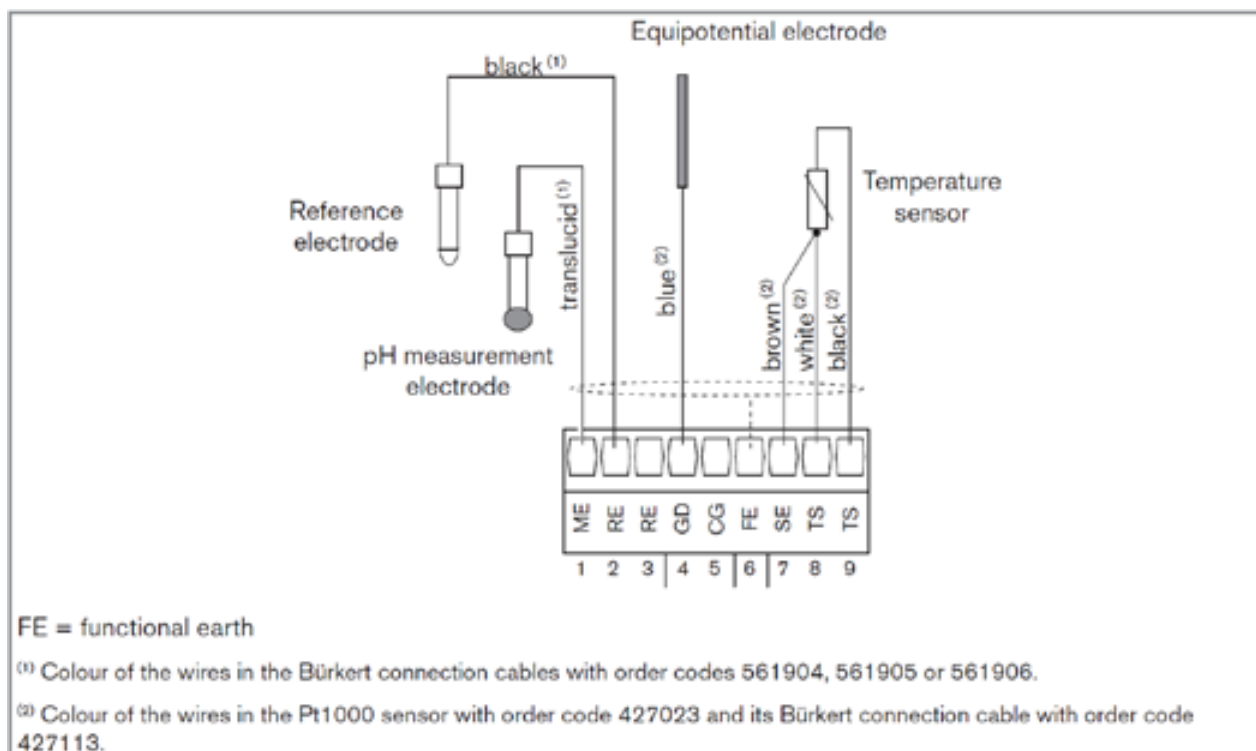 Equipotential electrode
black (1)
Reference
electrode
translucid (1)
pH measurement
electrode
blue (2)
brown (2)
white (2)
black (2)
Temperature
sensor
ME RE RE GD CG FE SE TS TS
1 2 3 4 5 6 7 8 9
FE = functional earth
(1) Colour of the wires in the Bürkert connection cables with order codes 561904, 561905 or 561906.
(2) Colour of the wires in the Pt1000 sensor with order code 427023 and its Bürkert connection cable with order code
427113.